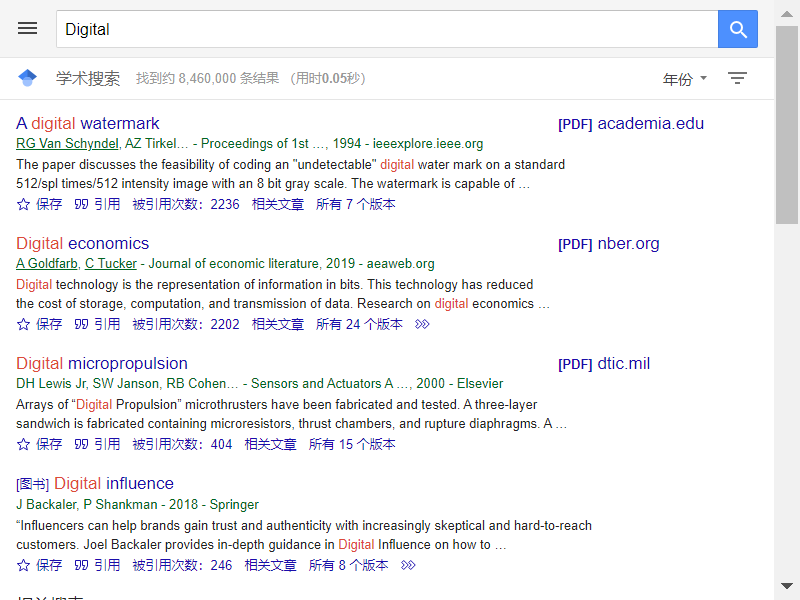 Digital
学术搜索 找到约 8,460,000 条结果 (用时0.05秒)
年份
A digital watermark
[PDF] academia.edu
RG Van Schyndel, AZ Tirkel… - Proceedings of 1st …, 1994 - ieeexplore.ieee.org
The paper discusses the feasibility of coding an "undetectable" digital water mark on a standard
512/spl times/512 intensity image with an 8 bit gray scale. The watermark is capable of …
保存 引用 被引用次数：2236 相关文章 所有 7 个版本
Digital economics
[PDF] nber.org
A Goldfarb, C Tucker - Journal of economic literature, 2019 - aeaweb.org
Digital technology is the representation of information in bits. This technology has reduced
the cost of storage, computation, and transmission of data. Research on digital economics …
保存 引用 被引用次数：2202 相关文章 所有 24 个版本
Digital micropropulsion
[PDF] dtic.mil
DH Lewis Jr, SW Janson, RB Cohen… - Sensors and Actuators A …, 2000 - Elsevier
Arrays of “Digital Propulsion” microthrusters have been fabricated and tested. A three-layer
sandwich is fabricated containing microresistors, thrust chambers, and rupture diaphragms. A …
保存 引用 被引用次数：404 相关文章 所有 15 个版本
[图书] Digital influence
J Backaler, P Shankman - 2018 - Springer
“Influencers can help brands gain trust and authenticity with increasingly skeptical and hard-to-reach
customers. Joel Backaler provides in-depth guidance in Digital Influence on how to …
保存 引用 被引用次数：246 相关文章 所有 8 个版本